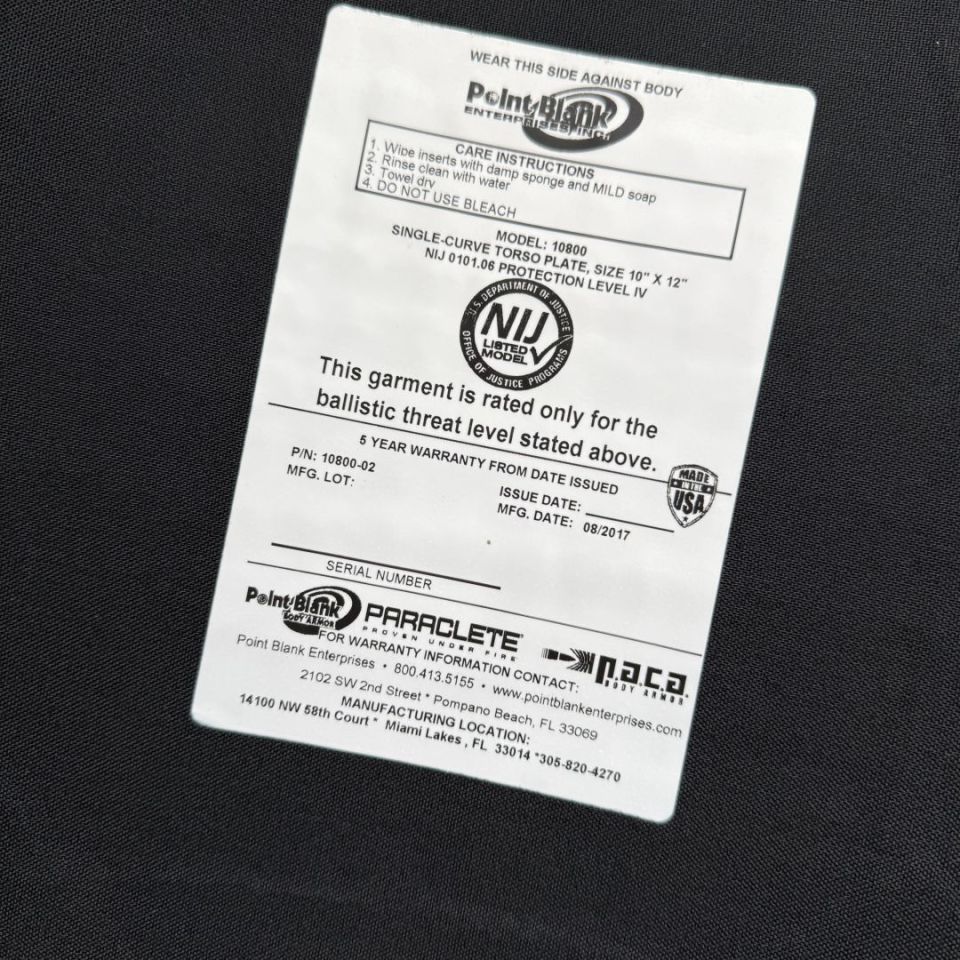 WEAR THIS SIDE AGAINST BODY
Point Blank
ENTERPRISES, INC.
CARE INSTRUCTIONS
1. Wipe inserts with damp sponge and MILD soap
2. Rinse clean with water
3. Towel dry
4. DO NOT USE BLEACH
MODEL: 10800
SINGLE-CURVE TORSO PLATE, SIZE 10" X 12"
NIJ 0101.06 PROTECTION LEVEL IV
U.S. DEPARTMENT OF JUSTICE
NIJ
LISTED
MODEL
OFFICE OF JUSTICE PROGRAMS
This garment is rated only for the
ballistic threat level stated above.
5 YEAR WARRANTY FROM DATE ISSUED
MADE
IN THE
USA
P/N: 10800-02
MFG. LOT:
ISSUE DATE:
MFG. DATE: 08/2017
SERIAL NUMBER
Point Blank
BODY ARMOR
PARACLETE
PROVEN UNDER FIRE
p.a.c.a.
BODY ARMOR
FOR WARRANTY INFORMATION CONTACT:
Point Blank Enterprises • 800.413.5155 • www.pointblankenterprises.com
2102 SW 2nd Street * Pompano Beach, FL 33069
MANUFACTURING LOCATION:
14100 NW 58th Court * Miami Lakes, FL 33014 *305-820-4270